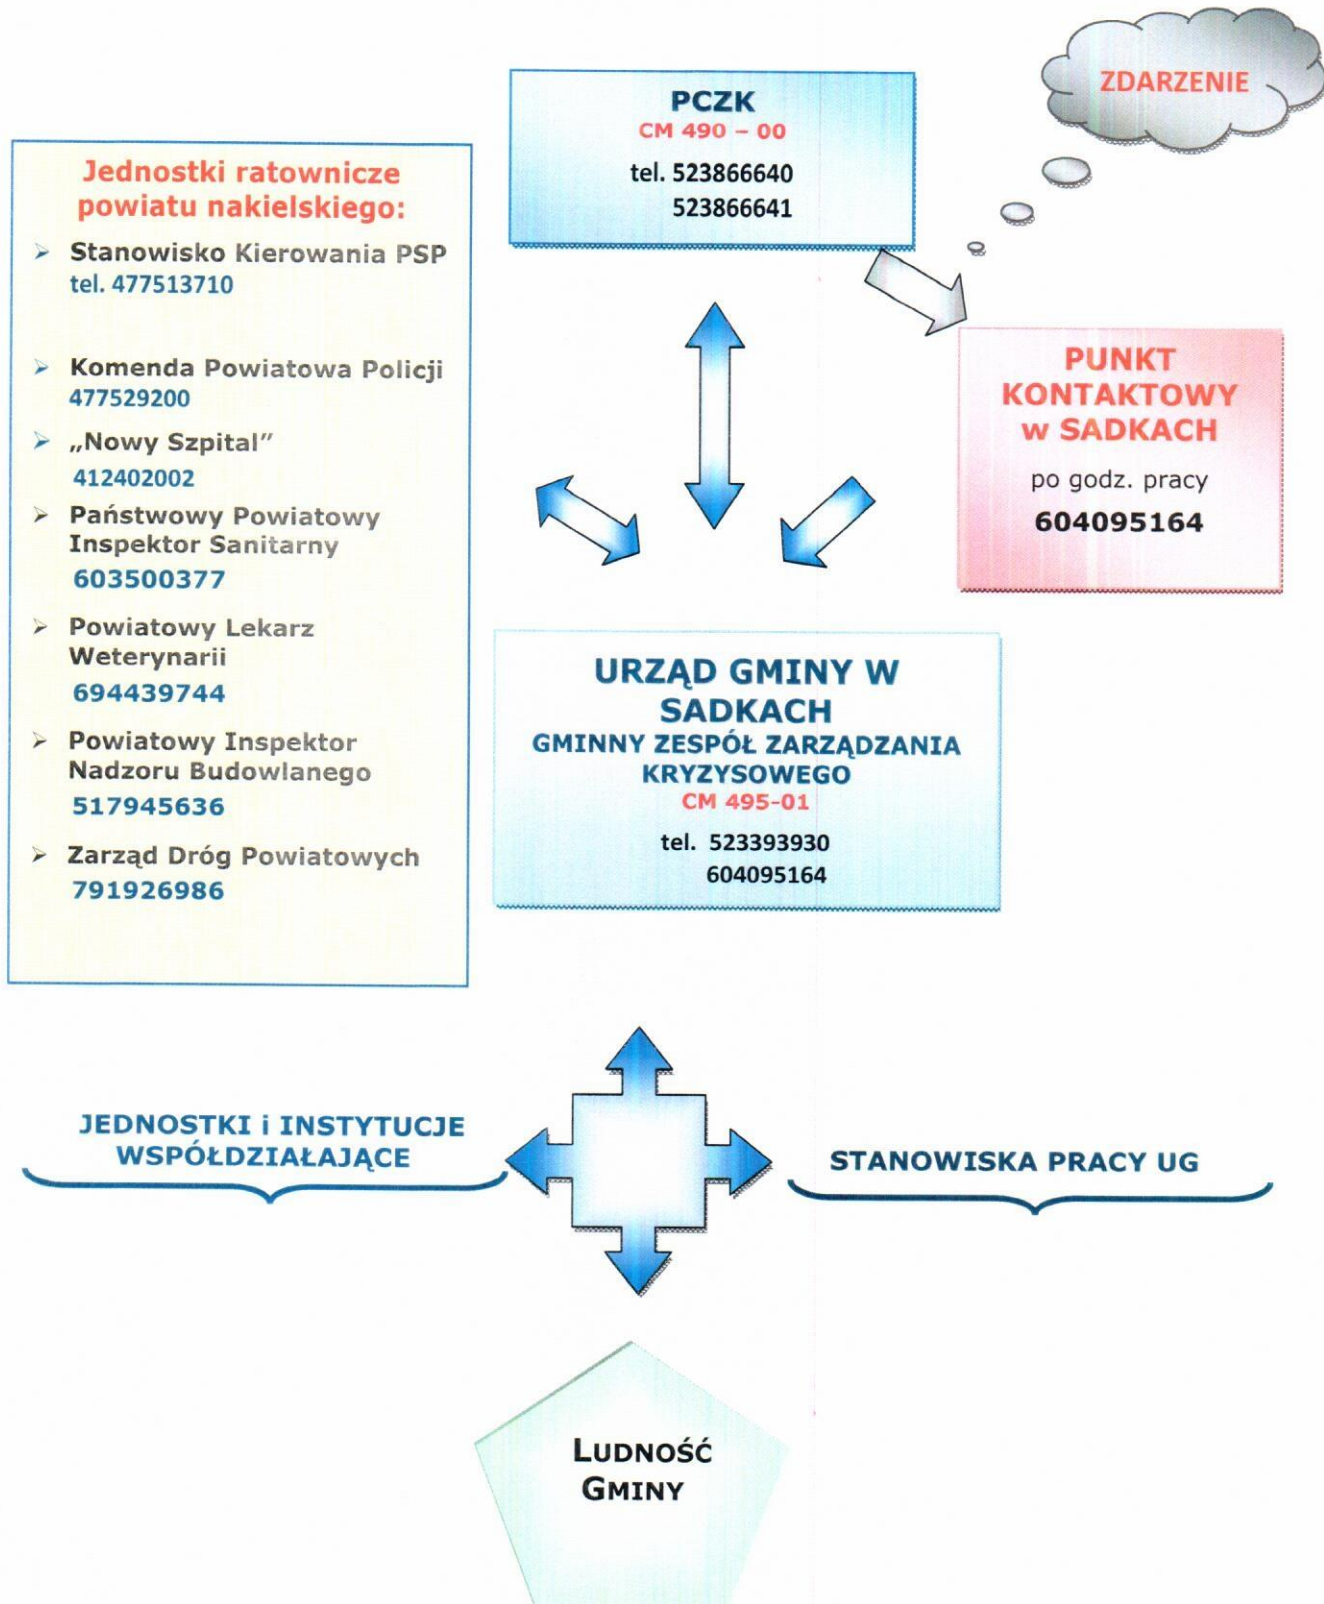 ZDARZENIE
PCZK
CM 490 – 00
tel. 523866640
523866641
Jednostki ratownicze
powiatu nakielskiego:
➢ Stanowisko Kierowania PSP
tel. 477513710
➢ Komenda Powiatowa Policji
477529200
➢ „Nowy Szpital”
412402002
➢ Państwowy Powiatowy
Inspektor Sanitarny
603500377
➢ Powiatowy Lekarz
Weterynarii
694439744
➢ Powiatowy Inspektor
Nadzoru Budowlanego
517945636
➢ Zarząd Dróg Powiatowych
791926986
PUNKT
KONTAKTOWY
w SADKACH
po godz. pracy
604095164
URZĄD GMINY W
SADKACH
GMINNY ZESPÓŁ ZARZĄDZANIA
KRYZYSOWEGO
CM 495-01
tel. 523393930
604095164
JEDNOSTKI i INSTYTUCJE
WSPÓŁDZIAŁAJĄCE
STANOWISKA PRACY UG
LUDNOŚĆ
GMINY